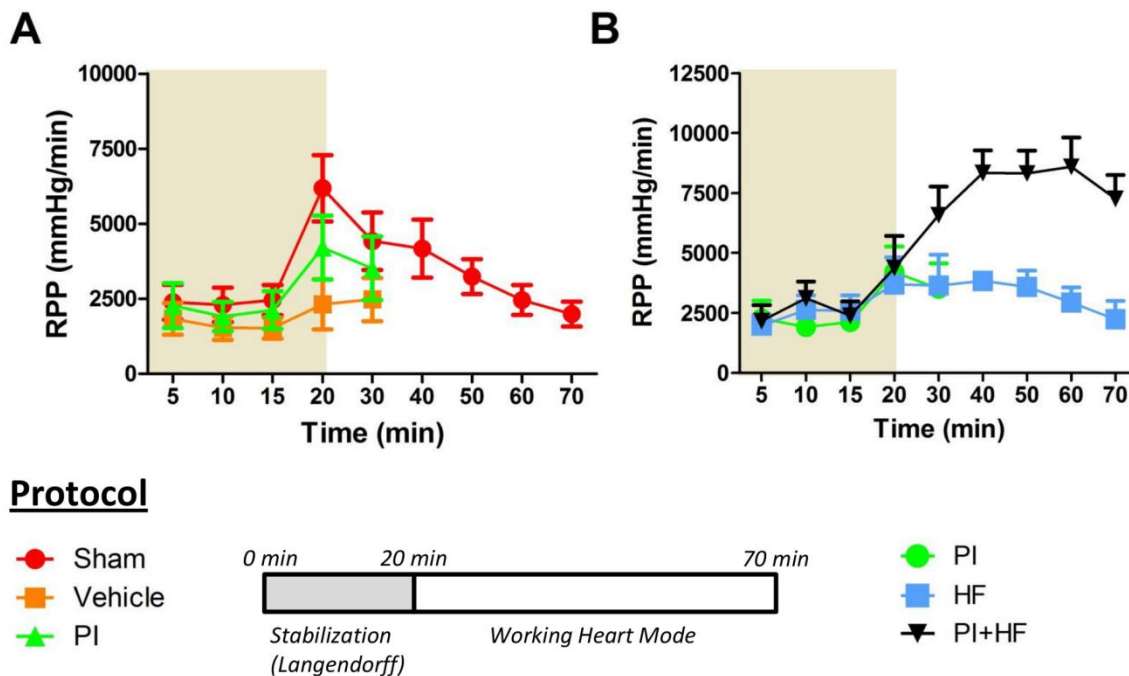 A
RPP (mmHg/min)
10000
7500
5000
2500
0
5 10 15 20 30 40 50 60 70
Time (min)
B
RPP (mmHg/min)
12500
10000
7500
5000
2500
0
5 10 15 20 30 40 50 60 70
Time (min)
Protocol
Sham
Vehicle
PI
0 min 20 min 70 min
Stabilization
(Langendorff)
Working Heart Mode
PI
HF
PI+HF